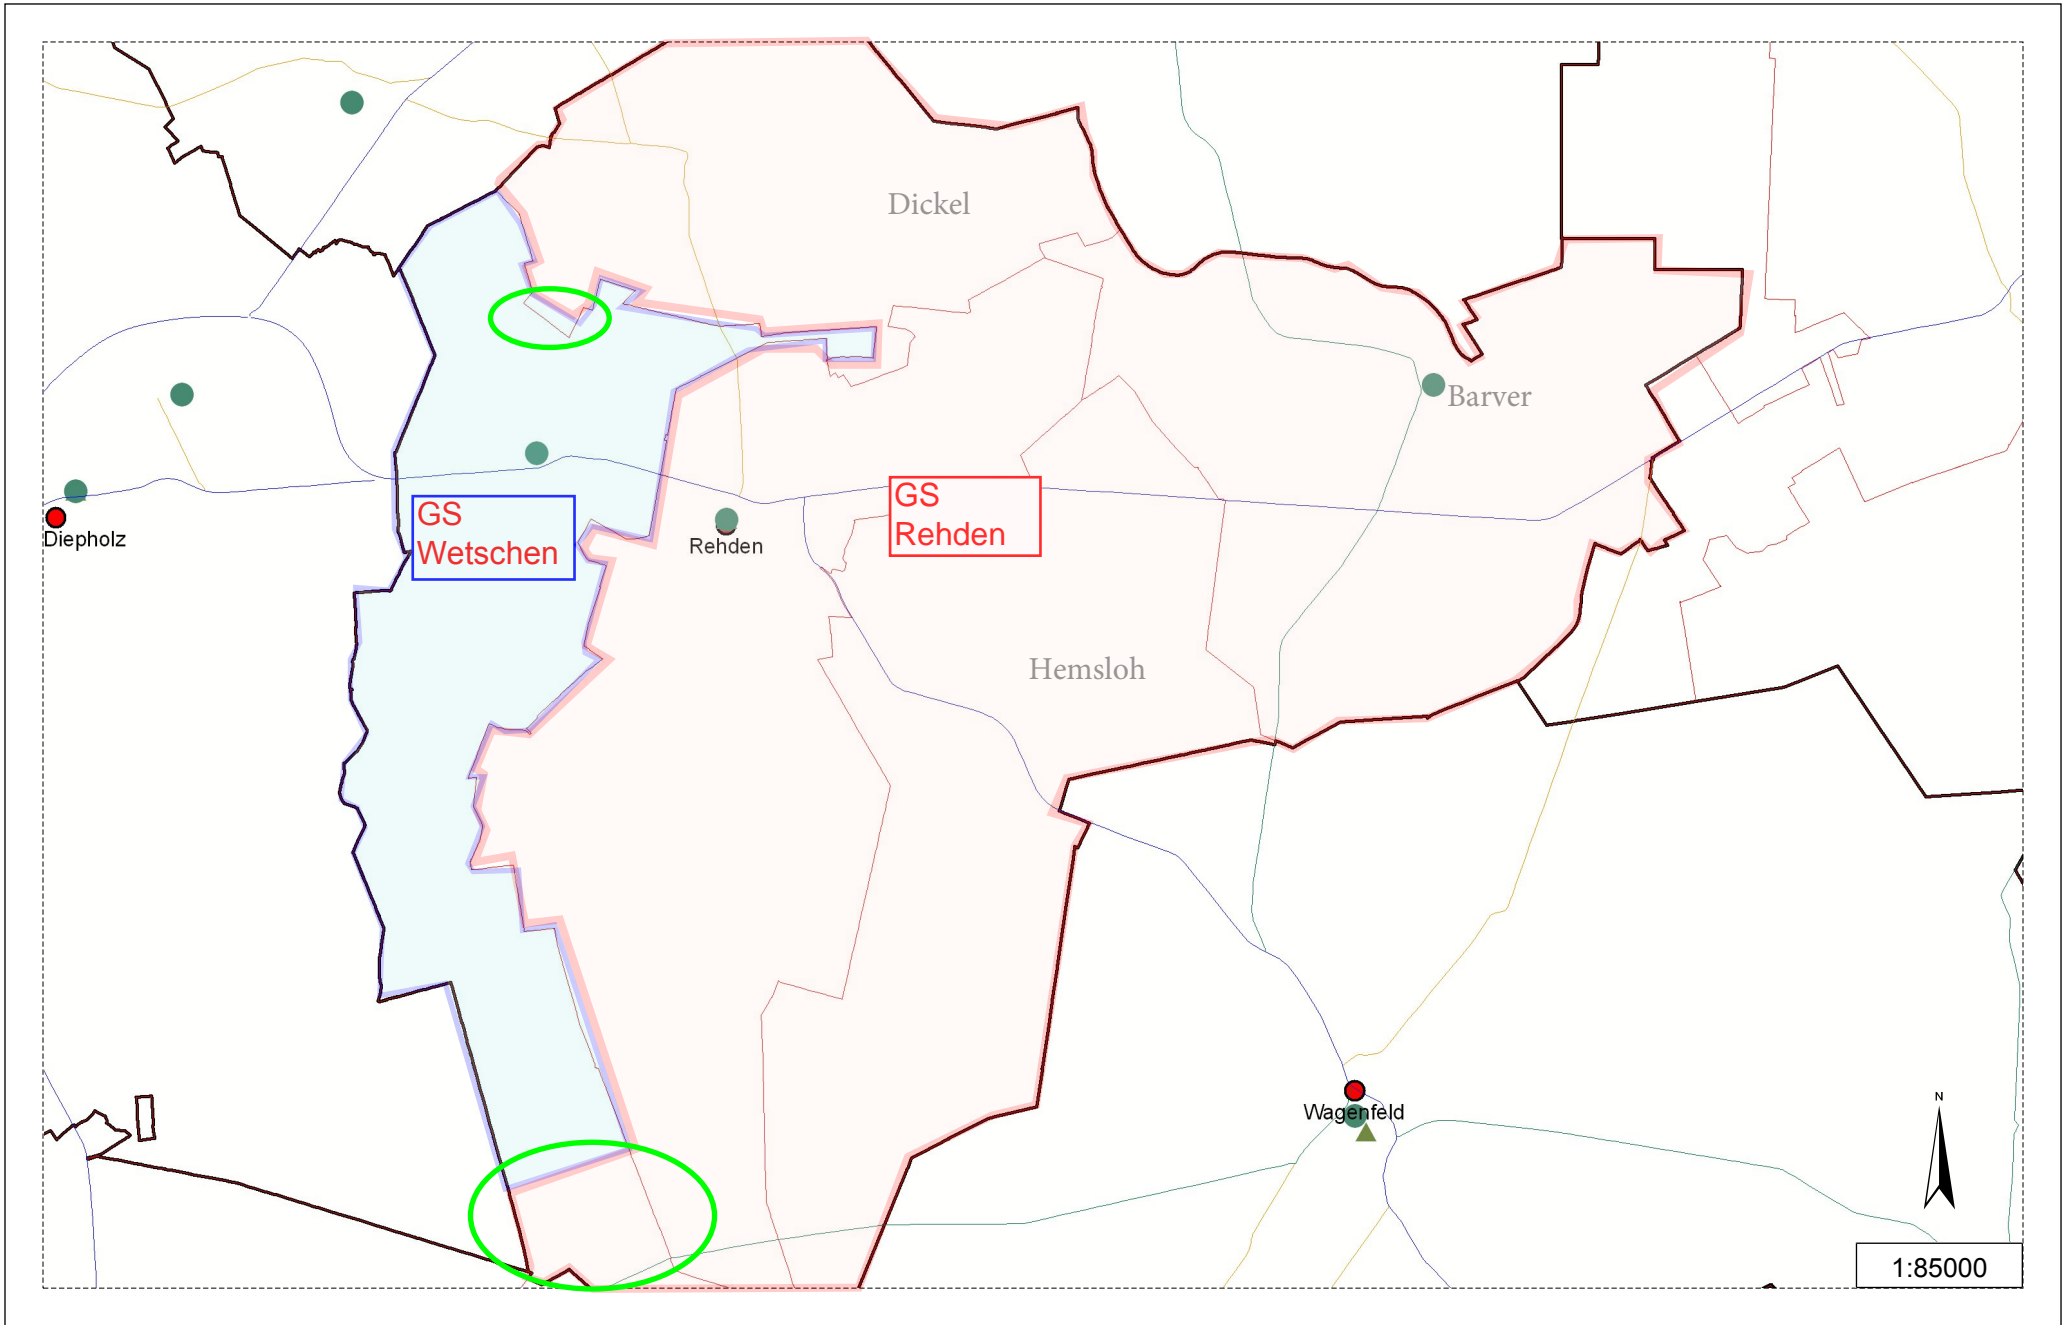 Dickel
Barver
GS
Wetschen
GS
Rehden
Diepholz
Rehden
Hemsloh
N
Wagenfeld
1:85000